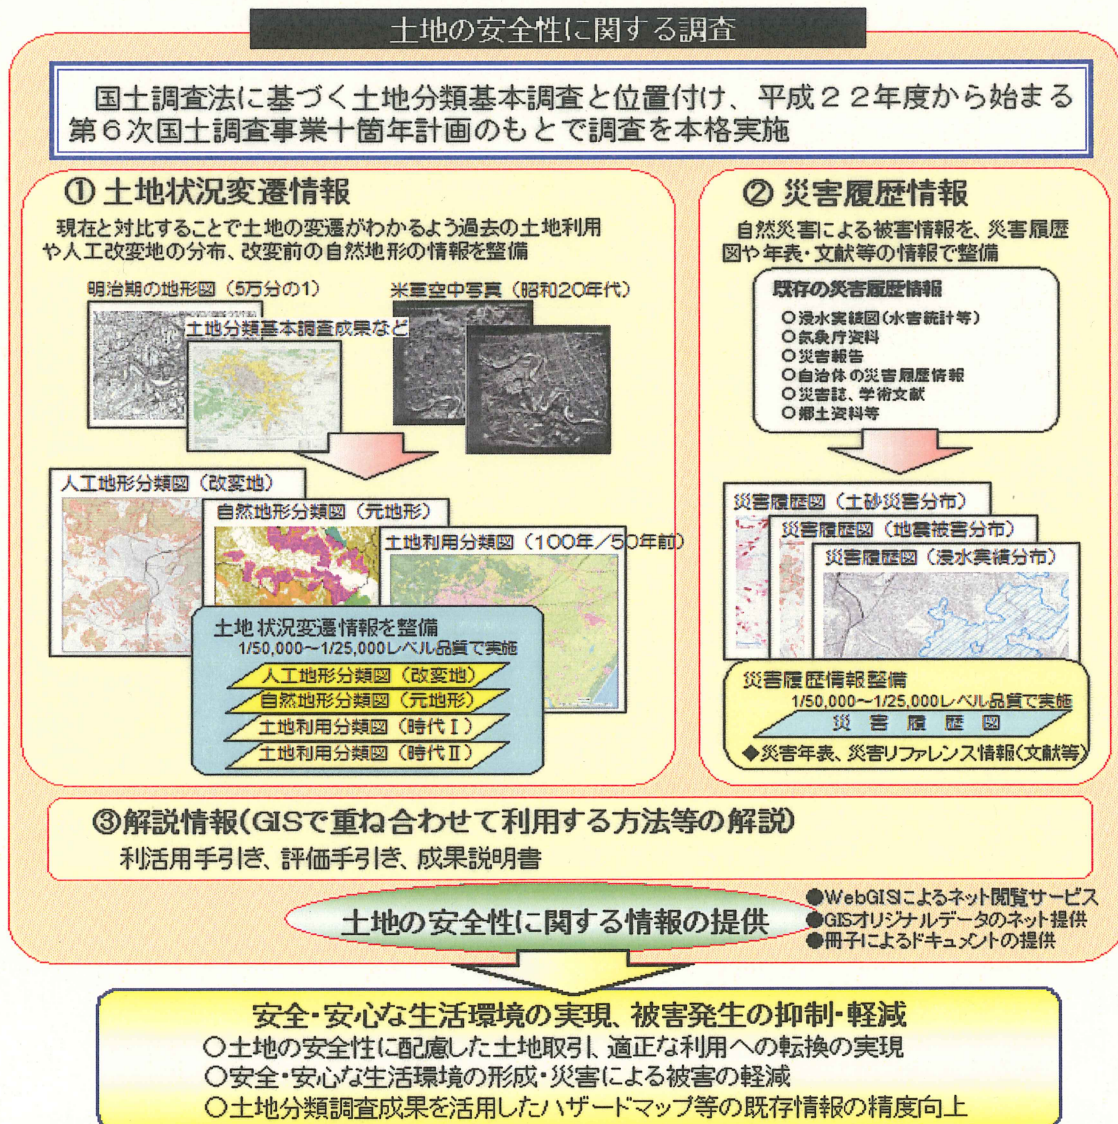 土地の安全性に関する調査
国土調査法に基づく土地分類基本調査と位置付け、平成２２年度から始まる
第６次国土調査事業十箇年計画のもとで調査を本格実施
① 土地状況変遷情報
現在と対比することで土地の変遷がわかるよう過去の土地利用
や人工改変地の分布、改変前の自然地形の情報を整備
明治期の地形図（5万分の1）
米軍空中写真（昭和20年代）
土地分類基本調査成果など
人工地形分類図（改変地）
自然地形分類図（元地形）
土地利用分類図（100年／50年前）
土地状況変遷情報を整備
1/50,000～1/25,000レベル品質で実施
人工地形分類図（改変地）
自然地形分類図（元地形）
土地利用分類図（時代Ⅰ）
土地利用分類図（時代Ⅱ）
② 災害履歴情報
自然災害による被害情報を、災害履歴
図や年表・文献等の情報で整備
既存の災害履歴情報
○浸水実績図（水害統計等）
○気象庁資料
○災害報告
○自治体の災害履歴情報
○災害誌、学術文献
○郷土資料等
災害履歴図（土砂災害分布）
災害履歴図（地震被害分布）
災害履歴図（浸水実績分布）
災害履歴情報整備
1/50,000～1/25,000レベル品質で実施
災害履歴図
◆災害年表、災害リファレンス情報（文献等）
③解説情報（GISで重ね合わせて利用する方法等の解説）
利活用手引き、評価手引き、成果説明書
土地の安全性に関する情報の提供
●WebGISによるネット閲覧サービス
●GISオリジナルデータのネット提供
●冊子によるドキュメントの提供
安全・安心な生活環境の実現、被害発生の抑制・軽減
○土地の安全性に配慮した土地取引、適正な利用への転換の実現
○安全・安心な生活環境の形成・災害による被害の軽減
○土地分類調査成果を活用したハザードマップ等の既存情報の精度向上